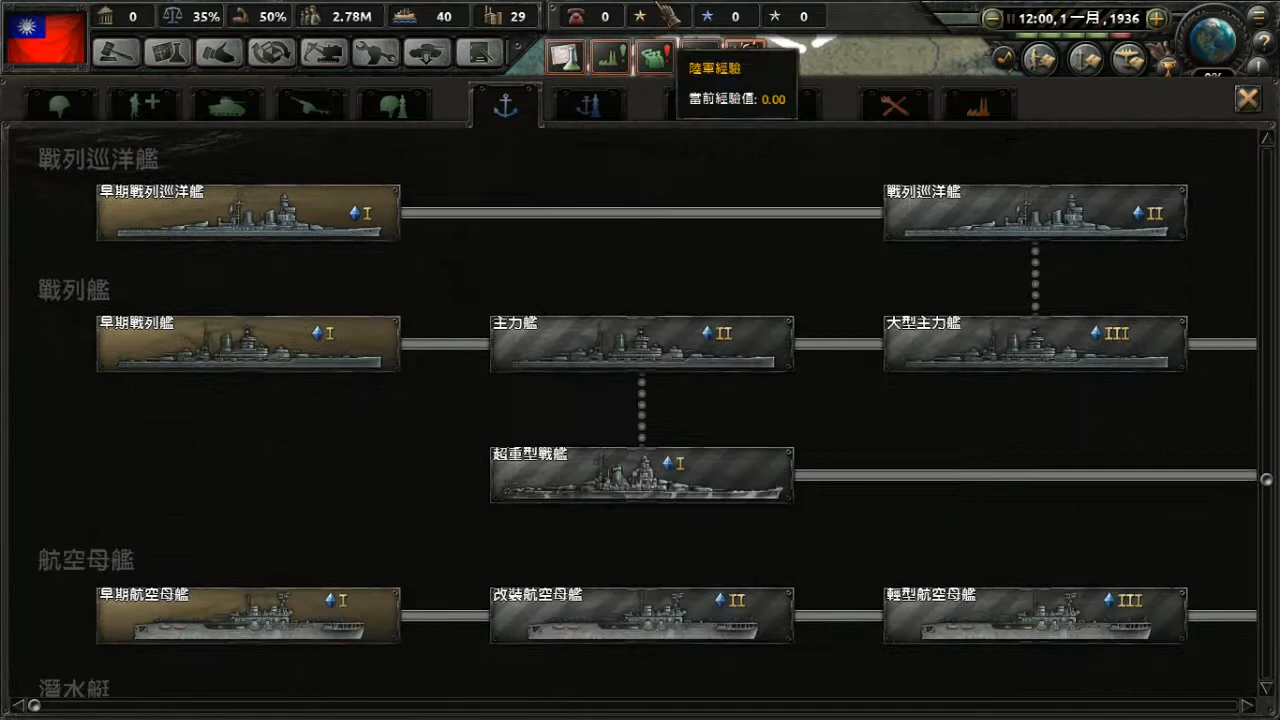 0 35% 50% 2.78M 40 29 0 0 0 12:00, 1 一月, 1936
陸軍經驗
當前經驗值: 0.00
戰列巡洋艦
早期戰列巡洋艦 I
戰列巡洋艦 II
戰列艦
早期戰列艦 I
主力艦 II
大型主力艦 III
超重型戰艦 I
航空母艦
早期航空母艦 I
改裝航空母艦 II
輕型航空母艦 III
潛水艇